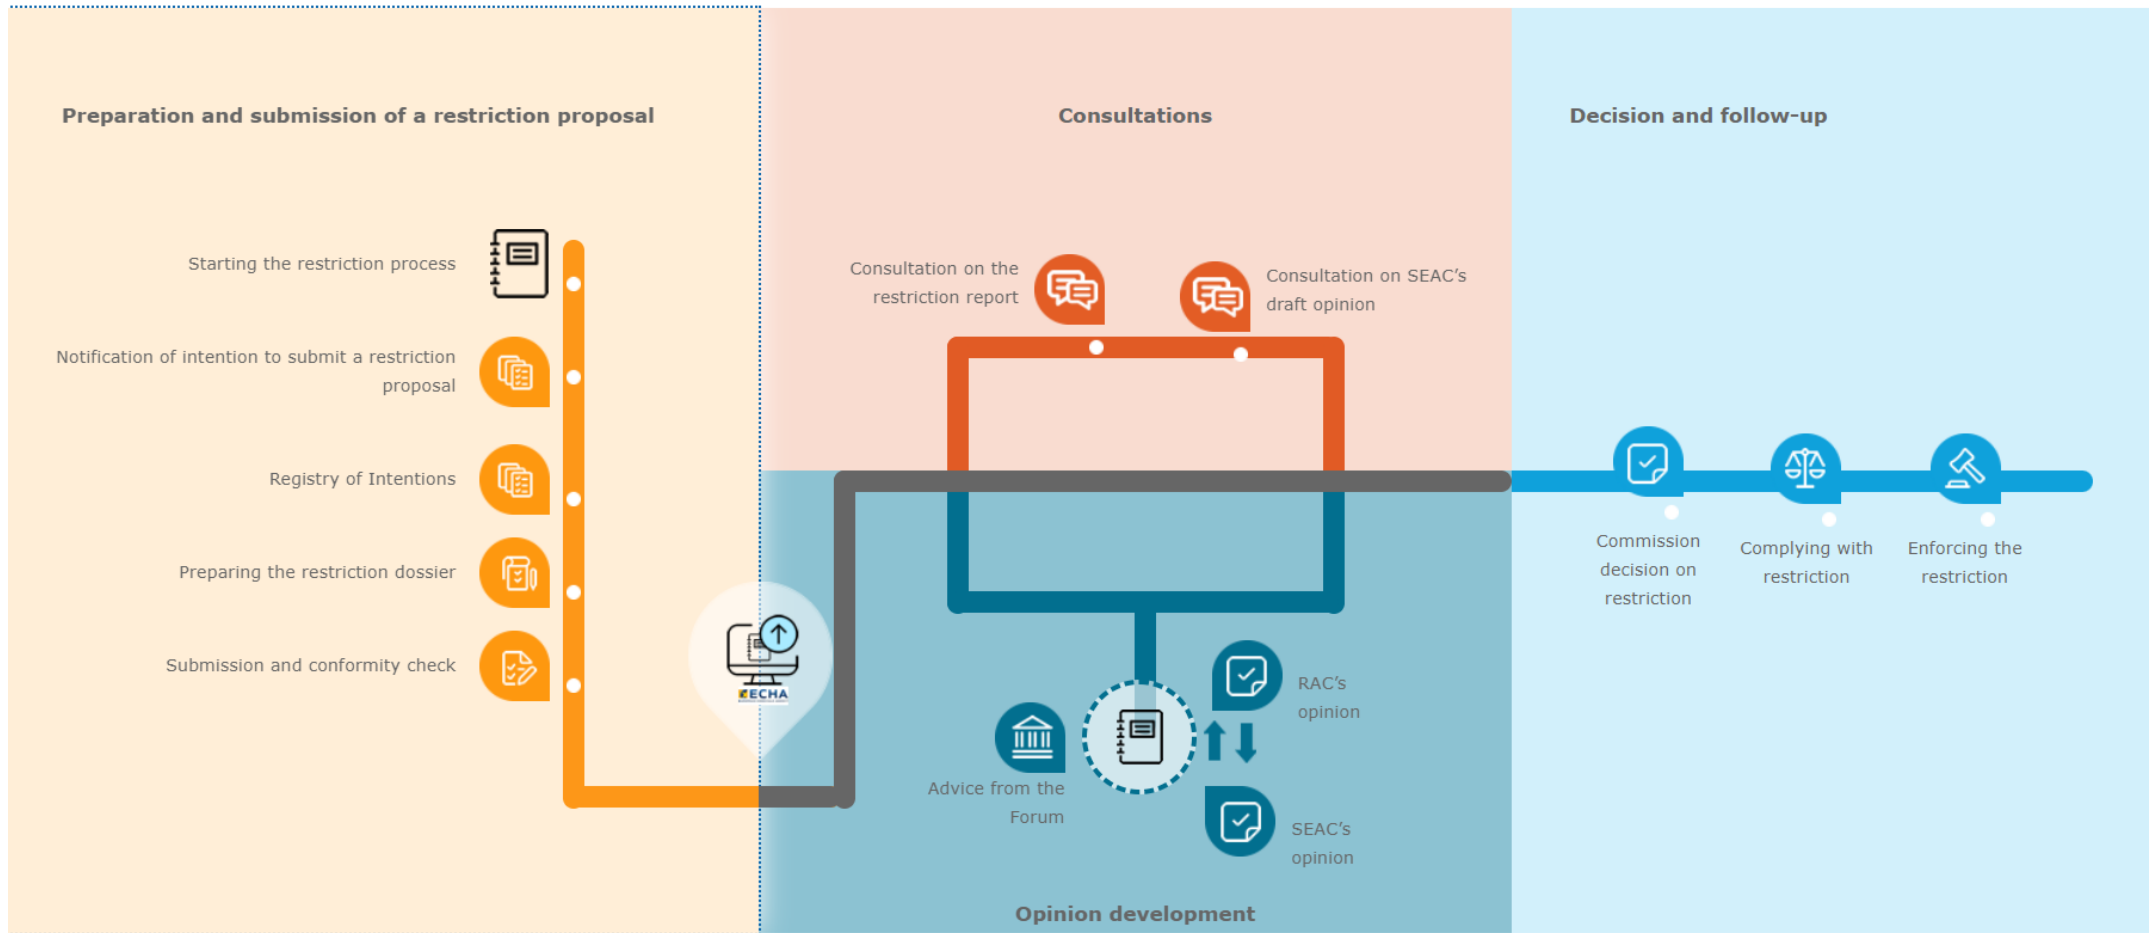 Preparation and submission of a restriction proposal
Starting the restriction process
Notification of intention to submit a restriction
proposal
Registry of Intentions
Preparing the restriction dossier
Submission and conformity check
ECHA
Consultations
Consultation on the
restriction report
Consultation on SEAC’s
draft opinion
Advice from the
Forum
RAC’s
opinion
SEAC’s
opinion
Opinion development
Decision and follow-up
Commission
decision on
restriction
Complying with
restriction
Enforcing the
restriction